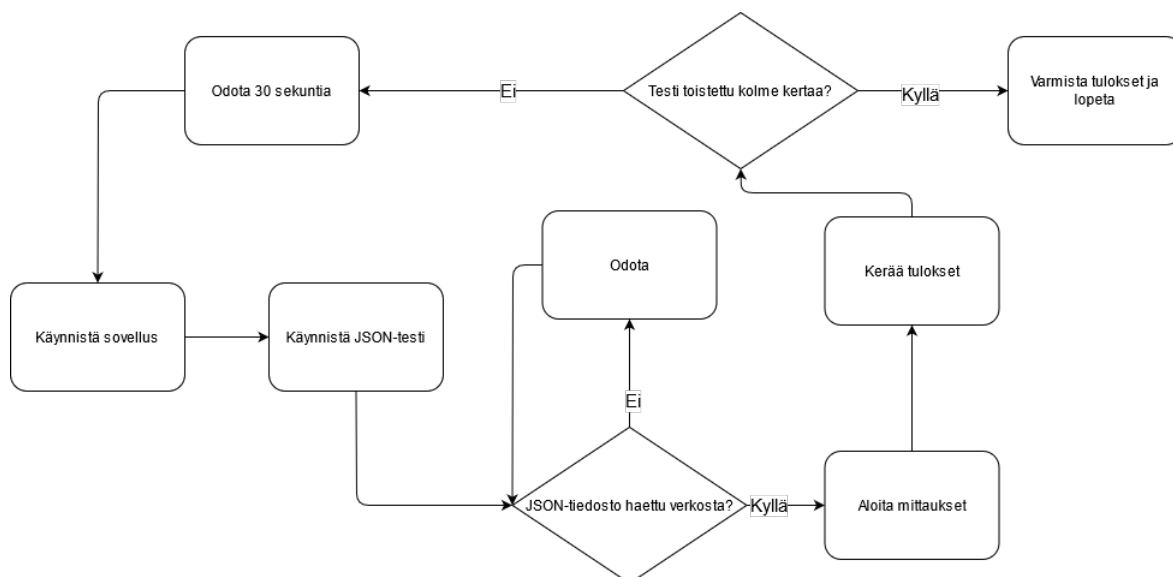 Odota 30 sekuntia
Ei
Testi toistettu kolme kertaa?
Kyllä
Varmista tulokset ja
lopeta
Odota
Kerää tulokset
Käynnistä sovellus
Käynnistä JSON-testi
Ei
JSON-tiedosto haettu verkosta?
Kyllä
Aloita mittaukset